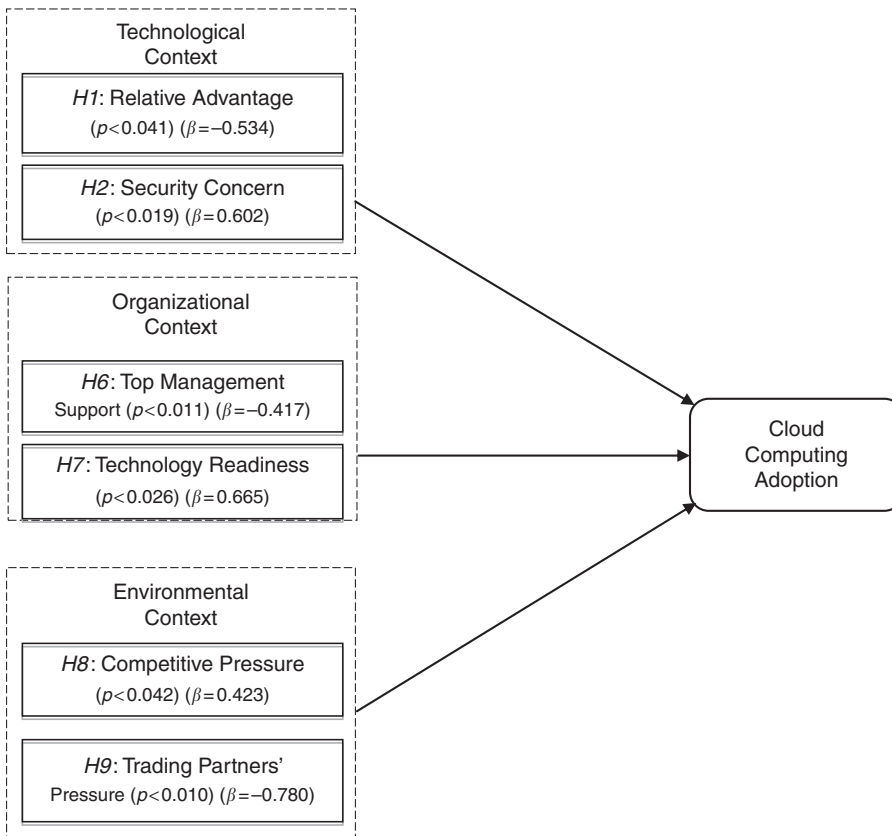 Technological
Context
H1: Relative Advantage
(p<0.041) (β=−0.534)
H2: Security Concern
(p<0.019) (β=0.602)
Organizational
Context
H6: Top Management
Support (p<0.011) (β=−0.417)
H7: Technology Readiness
(p<0.026) (β=0.665)
Environmental
Context
H8: Competitive Pressure
(p<0.042) (β=0.423)
H9: Trading Partners’
Pressure (p<0.010) (β=−0.780)
Cloud
Computing
Adoption